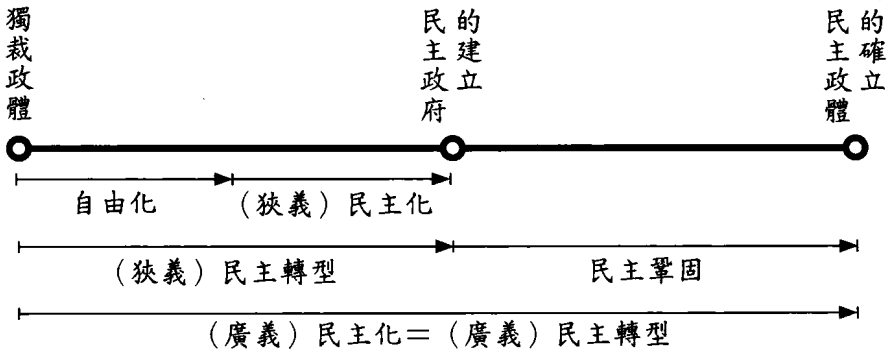 獨裁政體
民主政府的建立
民主政體的確立
自由化
（狹義）民主化
（狹義）民主轉型
民主鞏固
（廣義）民主化＝（廣義）民主轉型